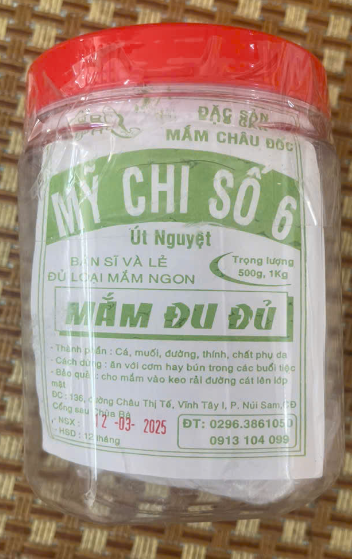 ĐẶC SẢN
MẮM CHÂU ĐỐC
MỸ CHI SỐ 6
Út Nguyệt
BÁN SĨ VÀ LẺ
ĐỦ LOẠI MẮM NGON
Trọng lượng
500g, 1Kg
MẮM ĐU ĐỦ
- Thành phần : Cá, muối, đường, thính, chất phụ da
- Cách dùng : ăn với cơm hay bún trong các buổi tiệc
- Bảo quản : cho mắm vào keo rải đường cát lên lớp
mặt
ĐC : 136, đường Châu Thị Tế, Vĩnh Tây I, P. Núi Sam, CĐ
Cổng sau Chùa Bà
NSX : 12 -03- 2025
- HSD : 12 tháng
ĐT: 0296.3861050
0913 104 099